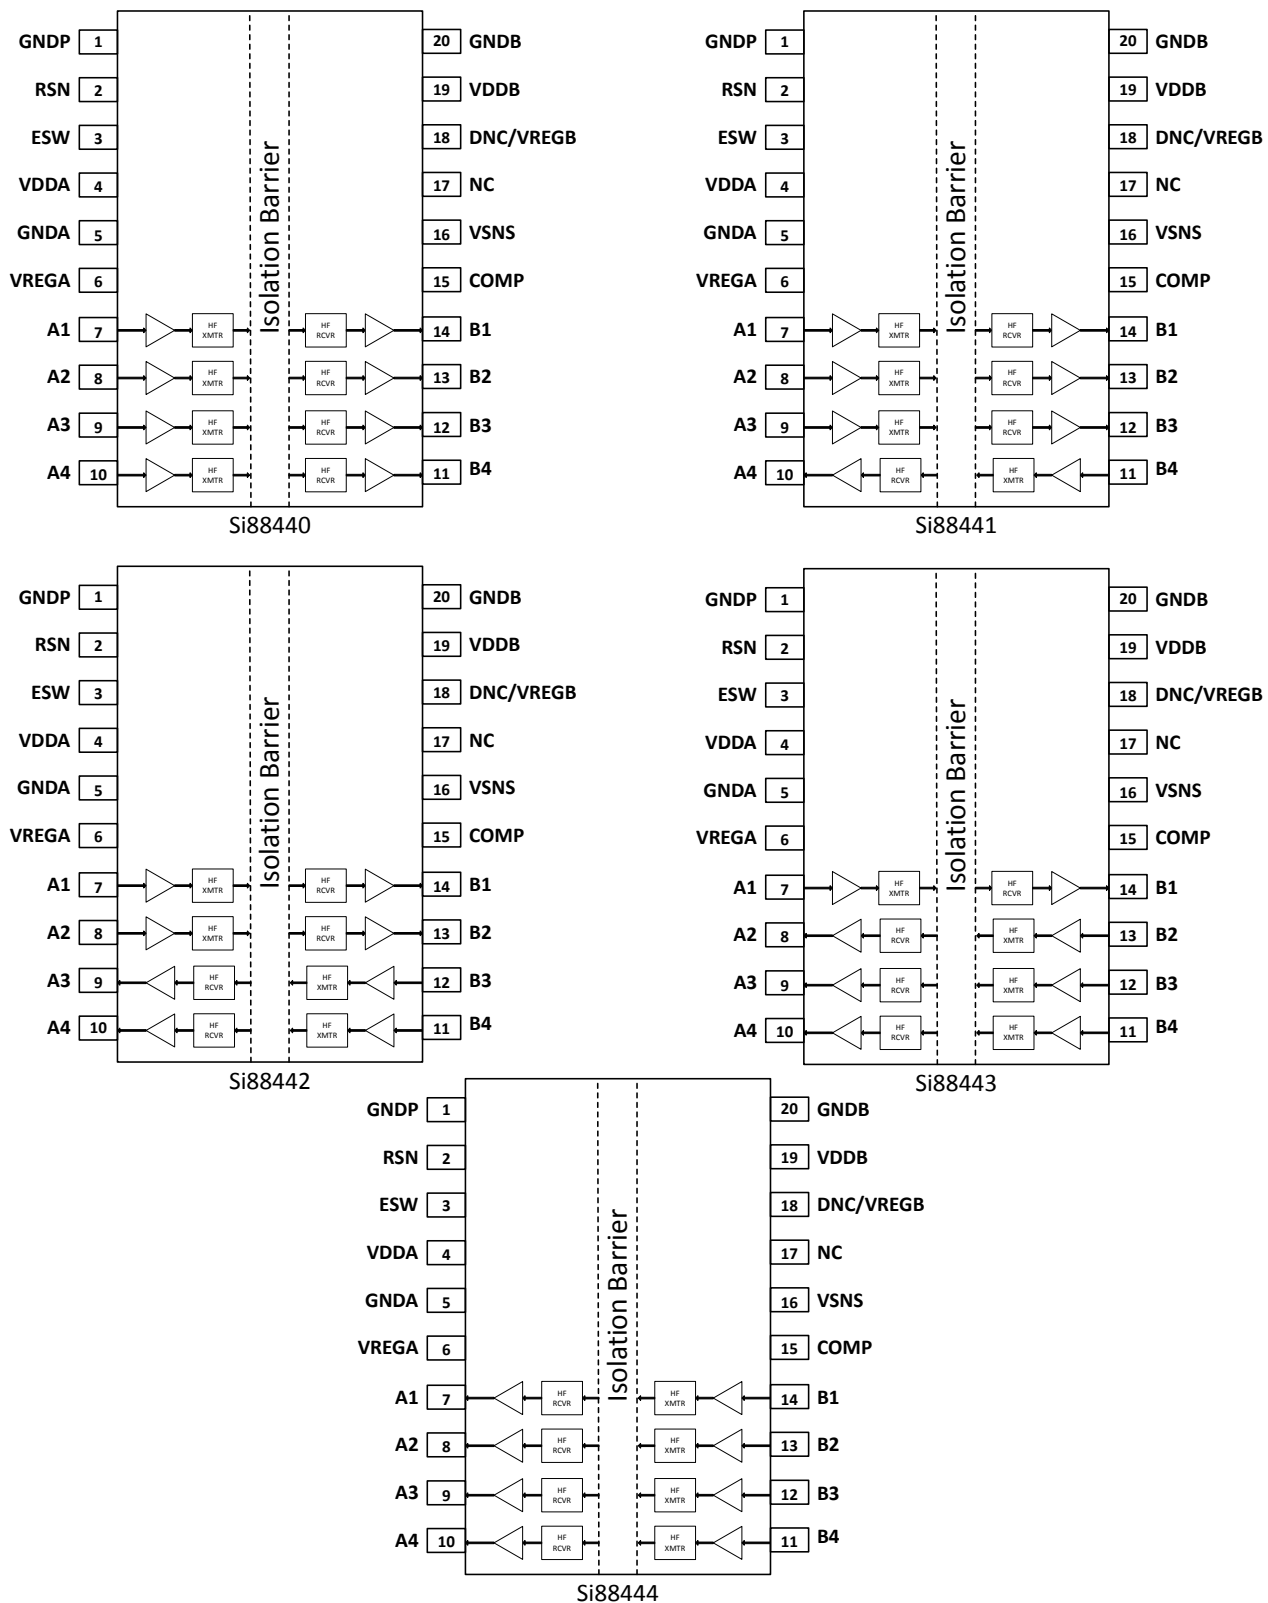 GNDP 1 20 GNDB
RSN 2 19 VDDB
ESW 3 18 DNC/VREGB
VDDA 4 17 NC
GNDA 5 16 VSNS
VREGA 6 15 COMP
Isolation Barrier
A1 7 HF XMTR HF RCVR 14 B1
A2 8 HF XMTR HF RCVR 13 B2
A3 9 HF XMTR HF RCVR 12 B3
A4 10 HF XMTR HF RCVR 11 B4
Si88440
GNDP 1 20 GNDB
RSN 2 19 VDDB
ESW 3 18 DNC/VREGB
VDDA 4 17 NC
GNDA 5 16 VSNS
VREGA 6 15 COMP
Isolation Barrier
A1 7 HF XMTR HF RCVR 14 B1
A2 8 HF XMTR HF RCVR 13 B2
A3 9 HF XMTR HF RCVR 12 B3
A4 10 HF RCVR HF XMTR 11 B4
Si88441
GNDP 1 20 GNDB
RSN 2 19 VDDB
ESW 3 18 DNC/VREGB
VDDA 4 17 NC
GNDA 5 16 VSNS
VREGA 6 15 COMP
Isolation Barrier
A1 7 HF XMTR HF RCVR 14 B1
A2 8 HF XMTR HF RCVR 13 B2
A3 9 HF RCVR HF XMTR 12 B3
A4 10 HF RCVR HF XMTR 11 B4
Si88442
GNDP 1 20 GNDB
RSN 2 19 VDDB
ESW 3 18 DNC/VREGB
VDDA 4 17 NC
GNDA 5 16 VSNS
VREGA 6 15 COMP
Isolation Barrier
A1 7 HF XMTR HF RCVR 14 B1
A2 8 HF RCVR HF XMTR 13 B2
A3 9 HF RCVR HF XMTR 12 B3
A4 10 HF RCVR HF XMTR 11 B4
Si88443
GNDP 1 20 GNDB
RSN 2 19 VDDB
ESW 3 18 DNC/VREGB
VDDA 4 17 NC
GNDA 5 16 VSNS
VREGA 6 15 COMP
Isolation Barrier
A1 7 HF RCVR HF XMTR 14 B1
A2 8 HF RCVR HF XMTR 13 B2
A3 9 HF RCVR HF XMTR 12 B3
A4 10 HF RCVR HF XMTR 11 B4
Si88444